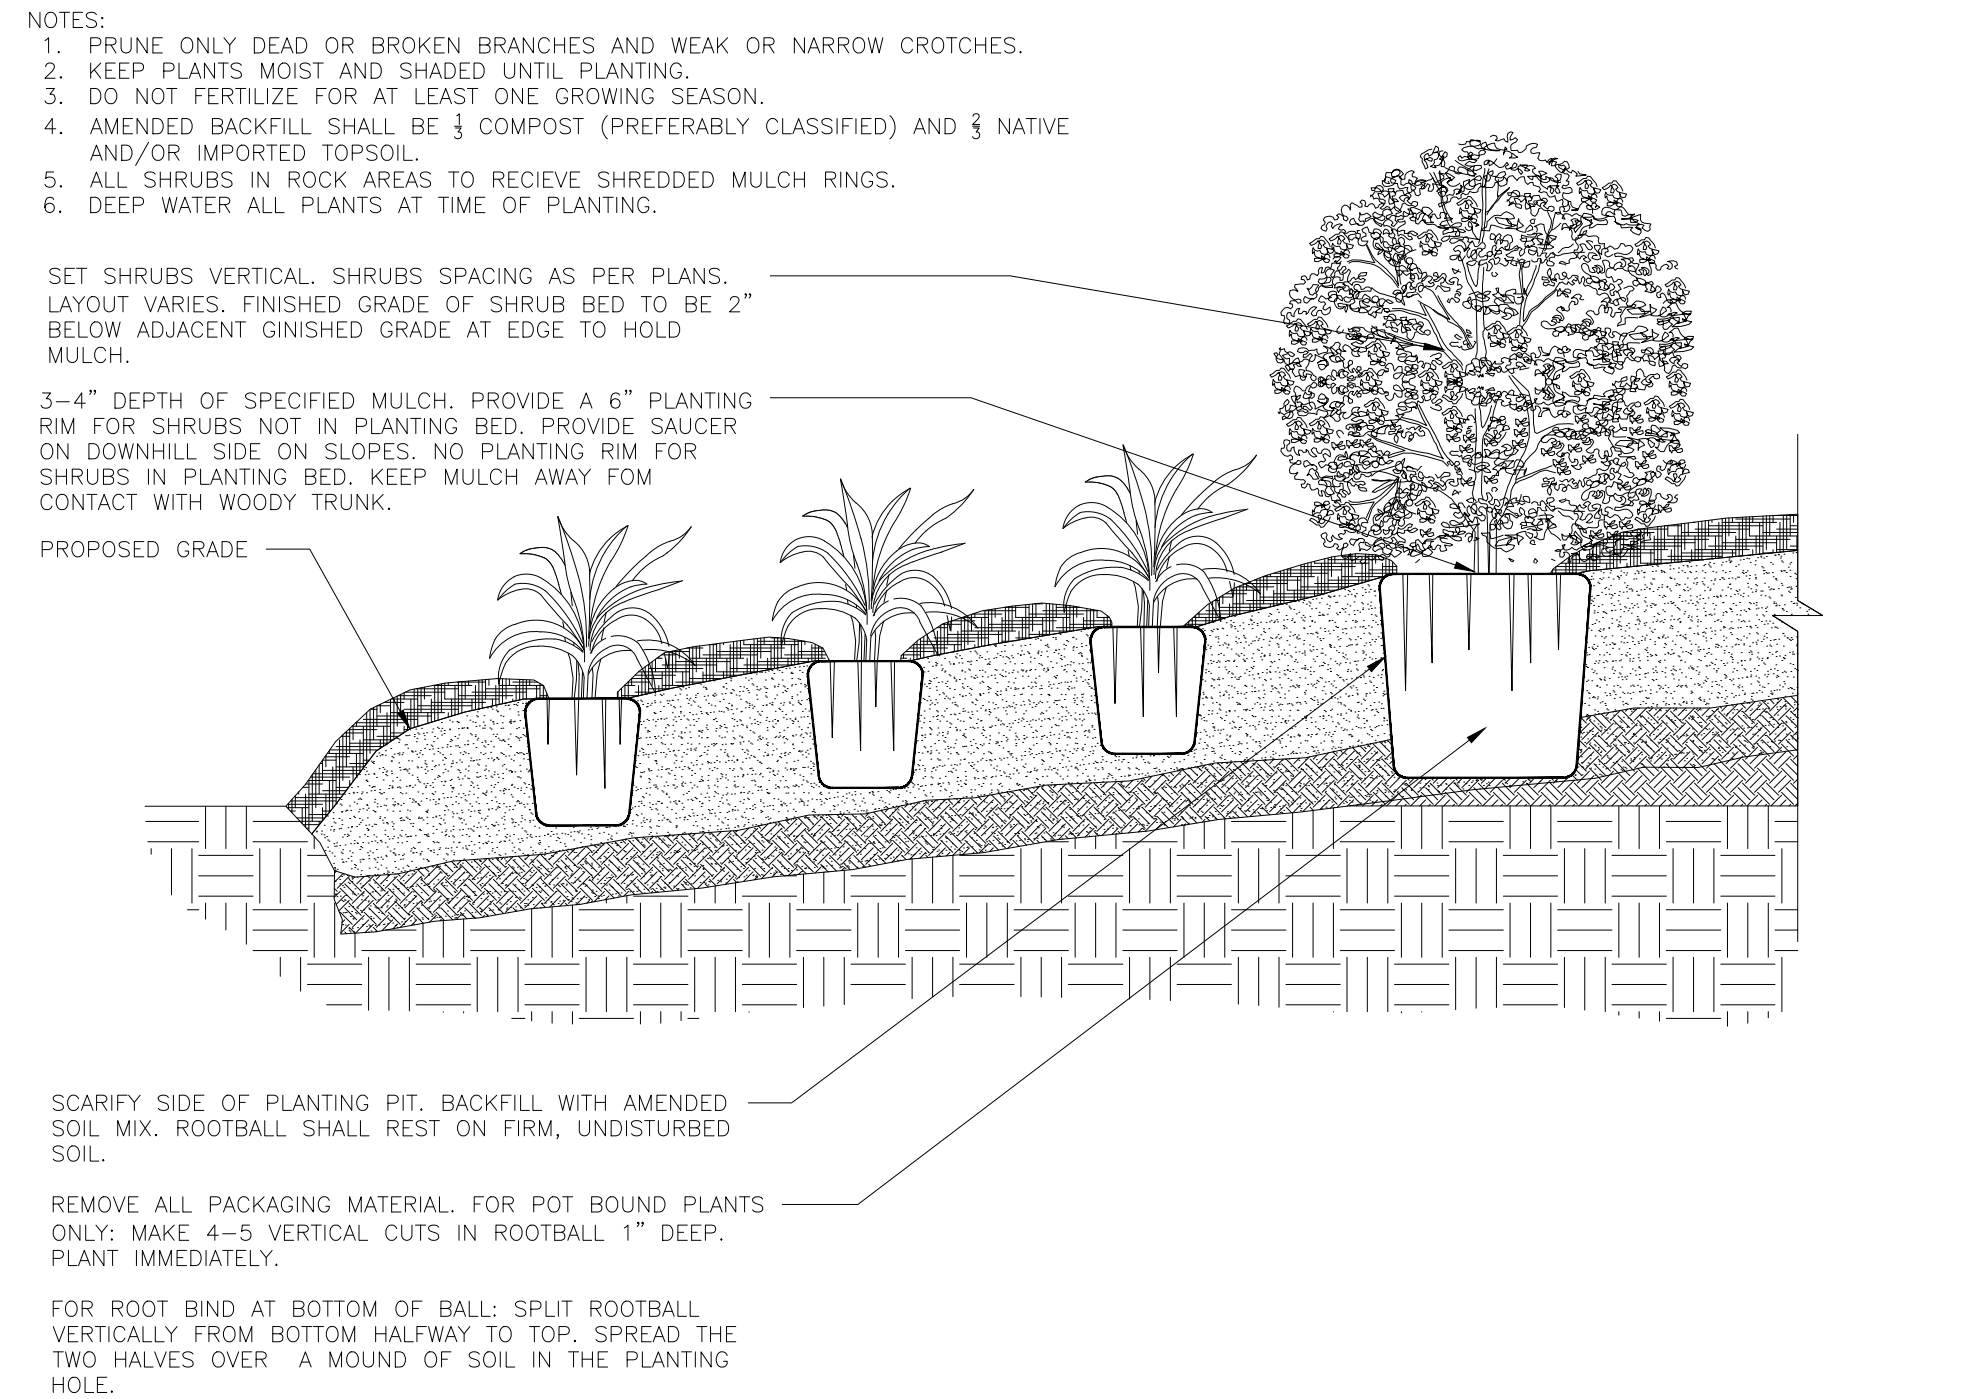 NOTES:
1. PRUNE ONLY DEAD OR BROKEN BRANCHES AND WEAK OR NARROW CROTCHES.
2. KEEP PLANTS MOIST AND SHADED UNTIL PLANTING.
3. DO NOT FERTILIZE FOR AT LEAST ONE GROWING SEASON.
4. AMENDED BACKFILL SHALL BE 1/3 COMPOST (PREFERABLY CLASSIFIED) AND 2/3 NATIVE
AND/OR IMPORTED TOPSOIL.
5. ALL SHRUBS IN ROCK AREAS TO RECIEVE SHREDDED MULCH RINGS.
6. DEEP WATER ALL PLANTS AT TIME OF PLANTING.
SET SHRUBS VERTICAL. SHRUBS SPACING AS PER PLANS.
LAYOUT VARIES. FINISHED GRADE OF SHRUB BED TO BE 2”
BELOW ADJACENT GINISHED GRADE AT EDGE TO HOLD
MULCH.
3–4” DEPTH OF SPECIFIED MULCH. PROVIDE A 6” PLANTING
RIM FOR SHRUBS NOT IN PLANTING BED. PROVIDE SAUCER
ON DOWNHILL SIDE ON SLOPES. NO PLANTING RIM FOR
SHRUBS IN PLANTING BED. KEEP MULCH AWAY FOM
CONTACT WITH WOODY TRUNK.
PROPOSED GRADE
SCARIFY SIDE OF PLANTING PIT. BACKFILL WITH AMENDED
SOIL MIX. ROOTBALL SHALL REST ON FIRM, UNDISTURBED
SOIL.
REMOVE ALL PACKAGING MATERIAL. FOR POT BOUND PLANTS
ONLY: MAKE 4–5 VERTICAL CUTS IN ROOTBALL 1” DEEP.
PLANT IMMEDIATELY.
FOR ROOT BIND AT BOTTOM OF BALL: SPLIT ROOTBALL
VERTICALLY FROM BOTTOM HALFWAY TO TOP. SPREAD THE
TWO HALVES OVER A MOUND OF SOIL IN THE PLANTING
HOLE.